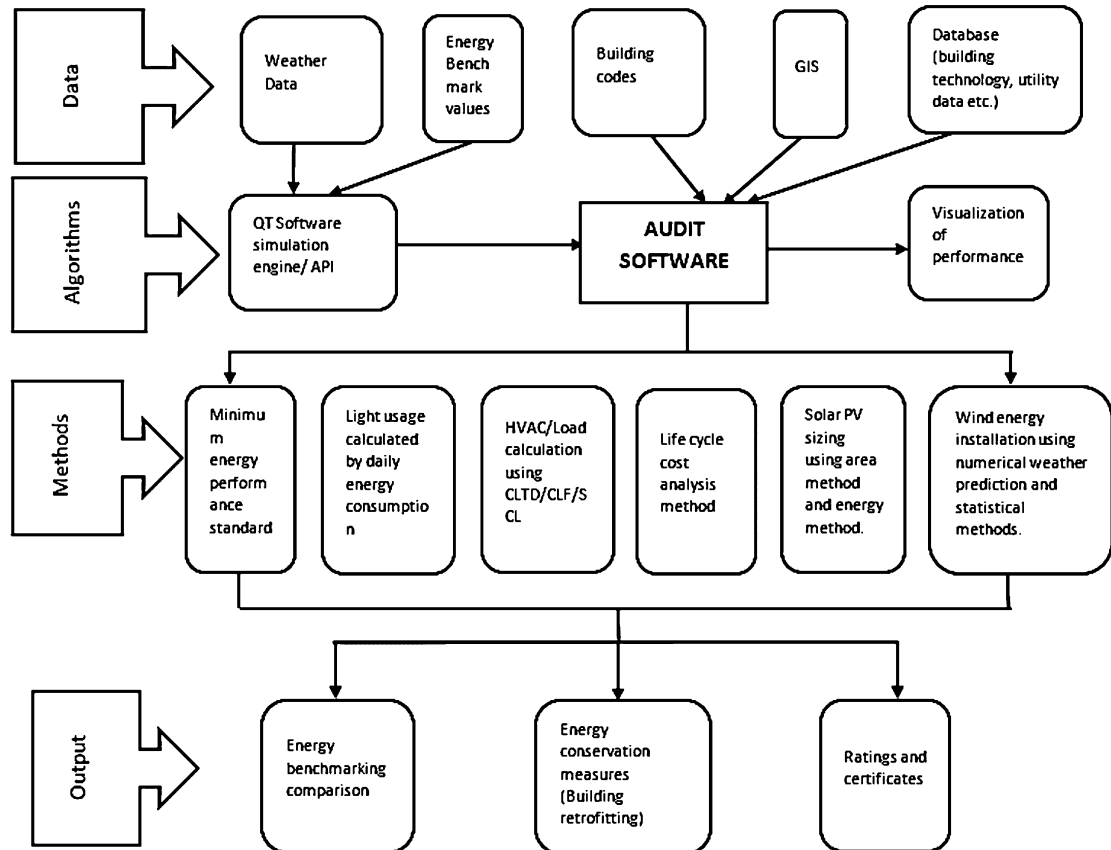 Data
Weather
Data
Energy
Bench
mark
values
Building
codes
GIS
Database
(building
technology, utility
data etc.)
Algorithms
QT Software
simulation
engine/ API
AUDIT
SOFTWARE
Visualization
of
performance
Methods
Minimu
m
energy
perform
ance
standard
Light usage
calculated
by daily
energy
consumptio
n
HVAC/Load
calculation
using
CLTD/CLF/S
CL
Life cycle
cost
analysis
method
Solar PV
sizing
using area
method
and energy
method.
Wind energy
installation using
numerical weather
prediction and
statistical
methods.
Output
Energy
benchmarking
comparison
Energy
conservation
measures
(Building
retrofitting)
Ratings and
certificates